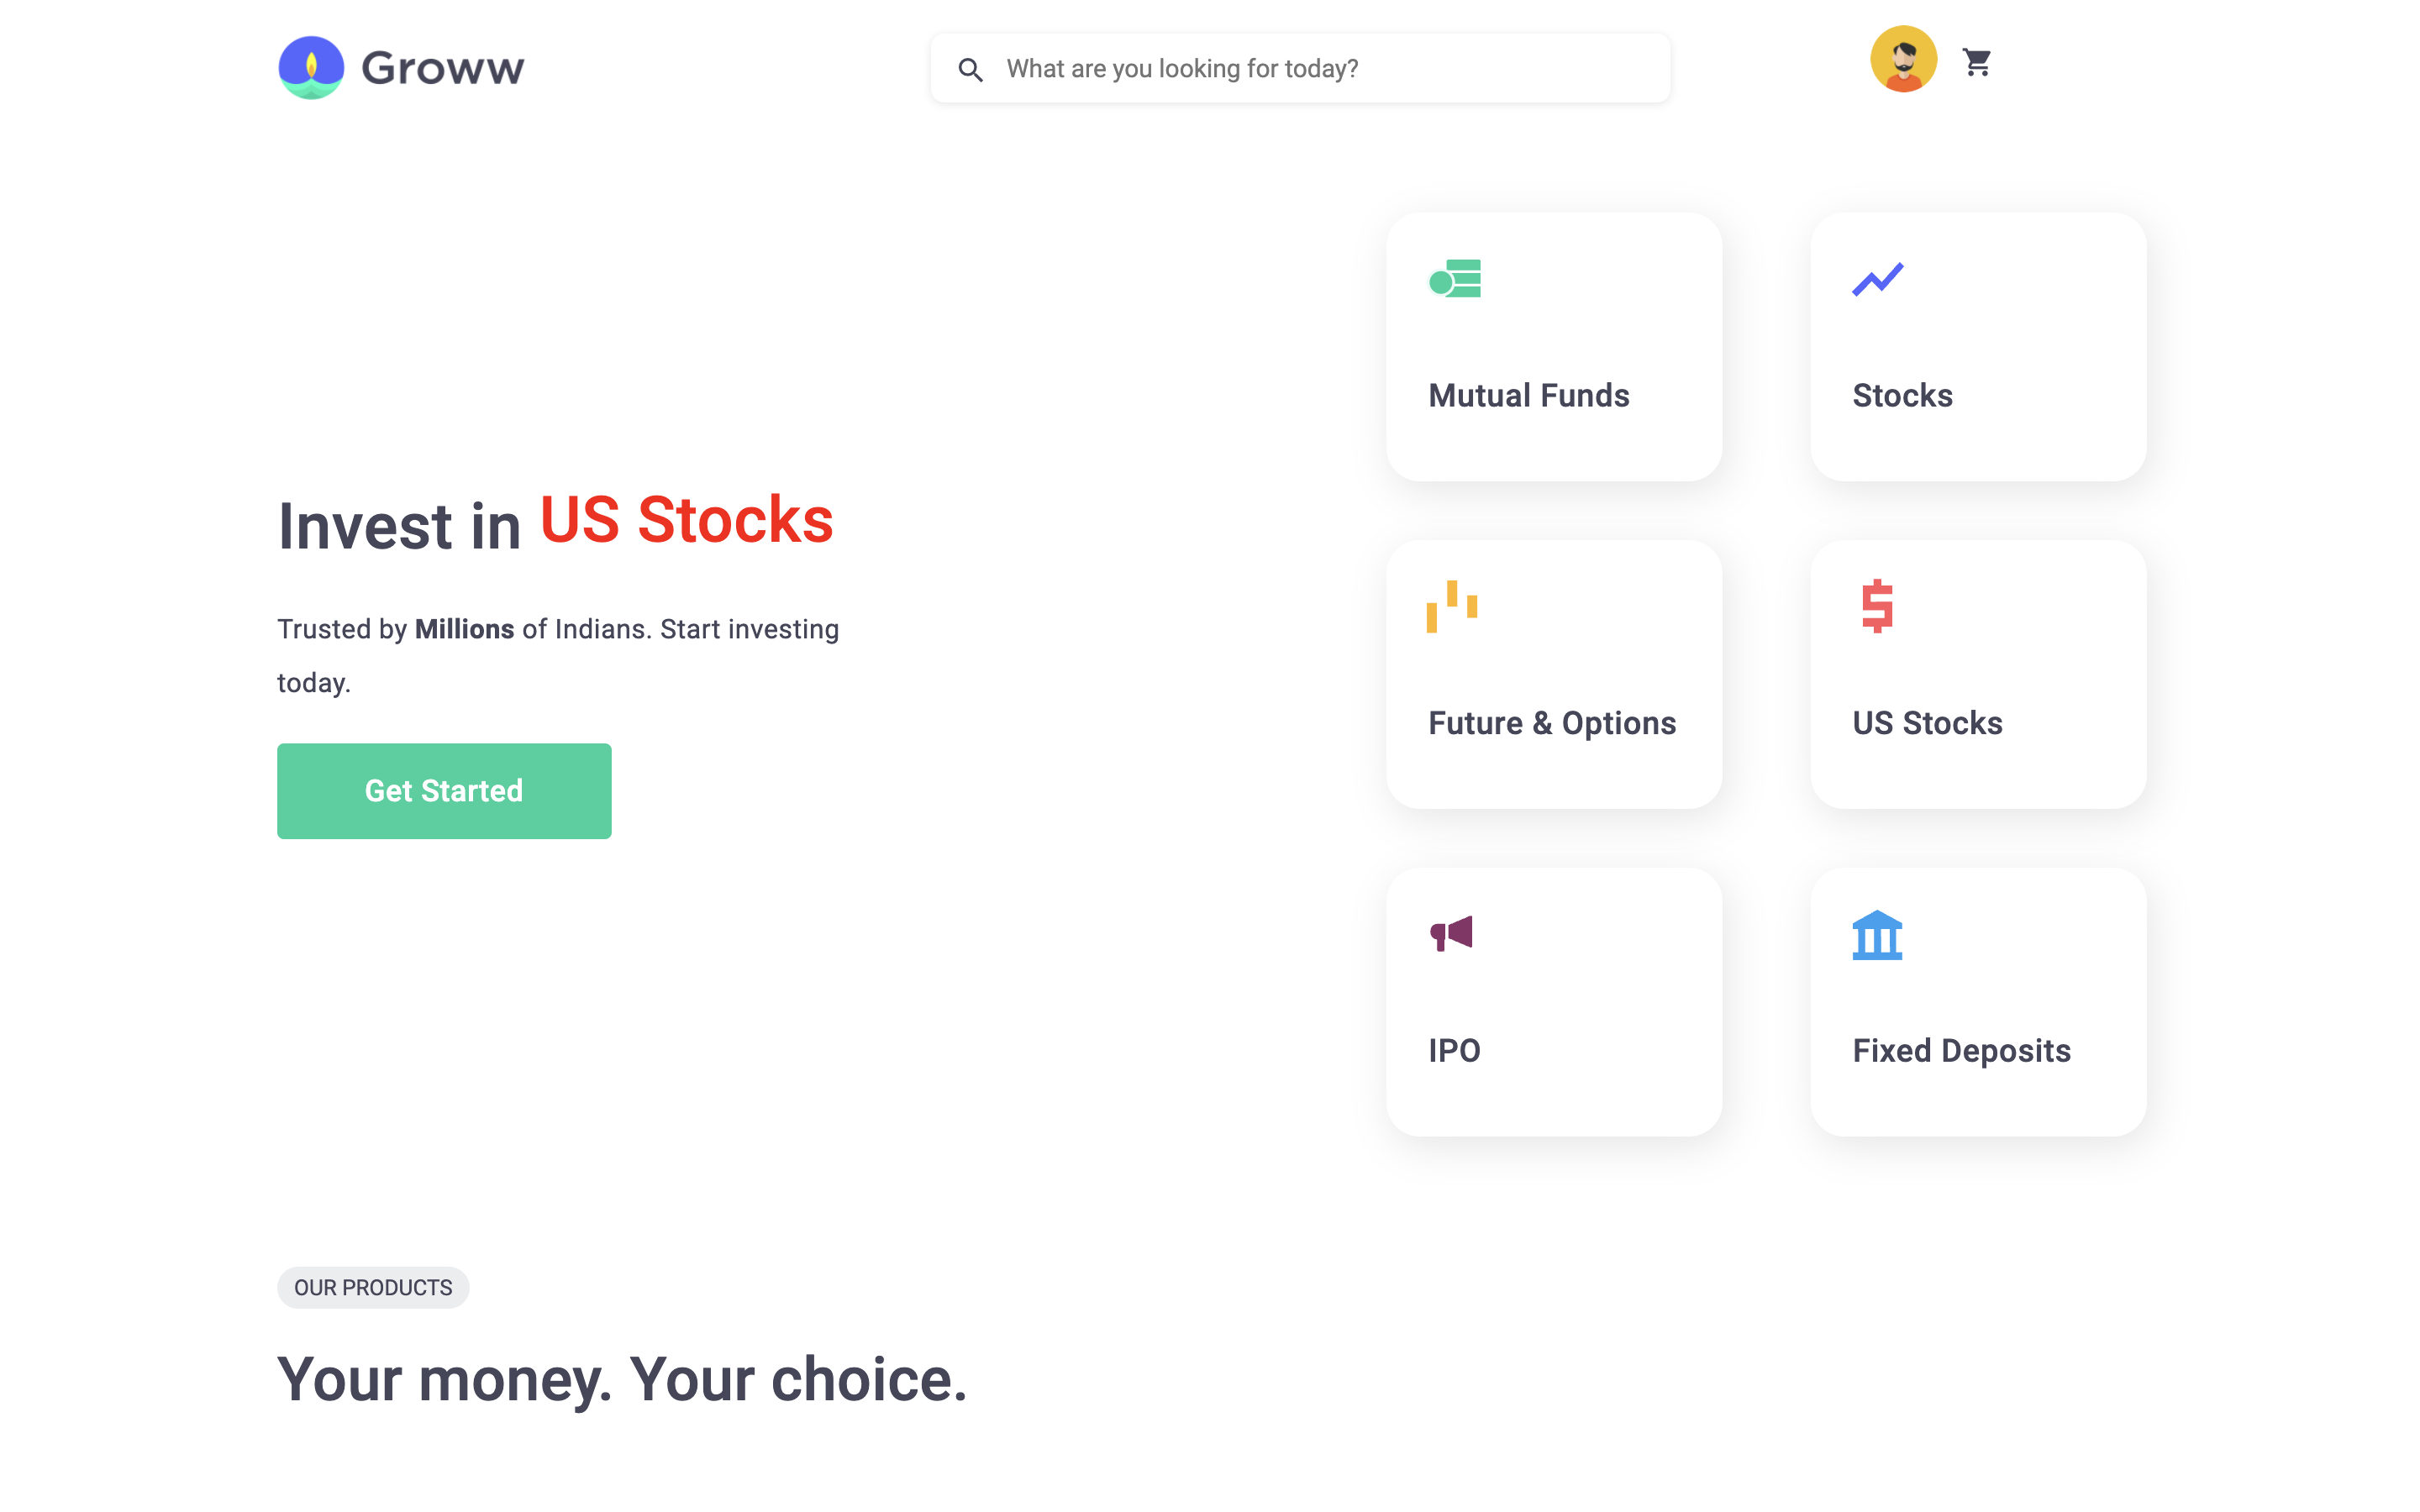 Groww
What are you looking for today?
Mutual Funds
Stocks
Invest in US Stocks
Trusted by Millions of Indians. Start investing
today.
Get Started
Future & Options
US Stocks
IPO
Fixed Deposits
OUR PRODUCTS
Your money. Your choice.